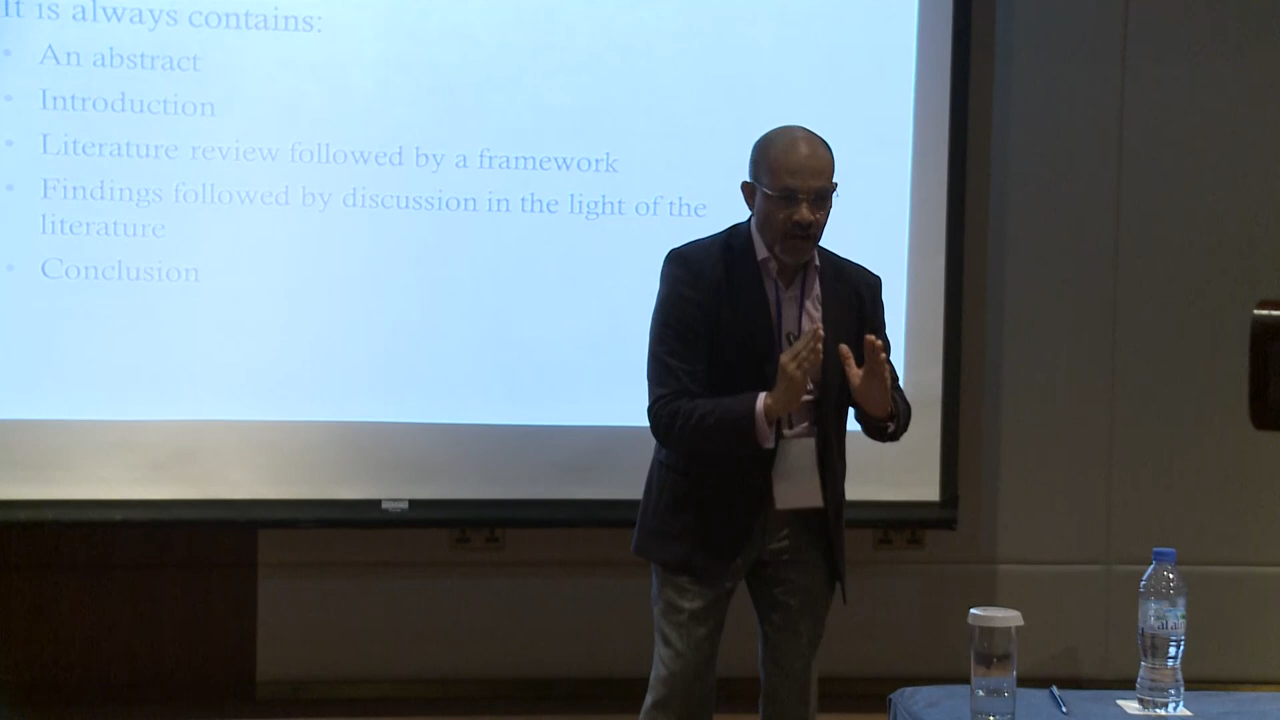 It is always contains:
• An abstract
• Introduction
• Literature review followed by a framework
• Findings followed by discussion in the light of the
literature
• Conclusion
alain